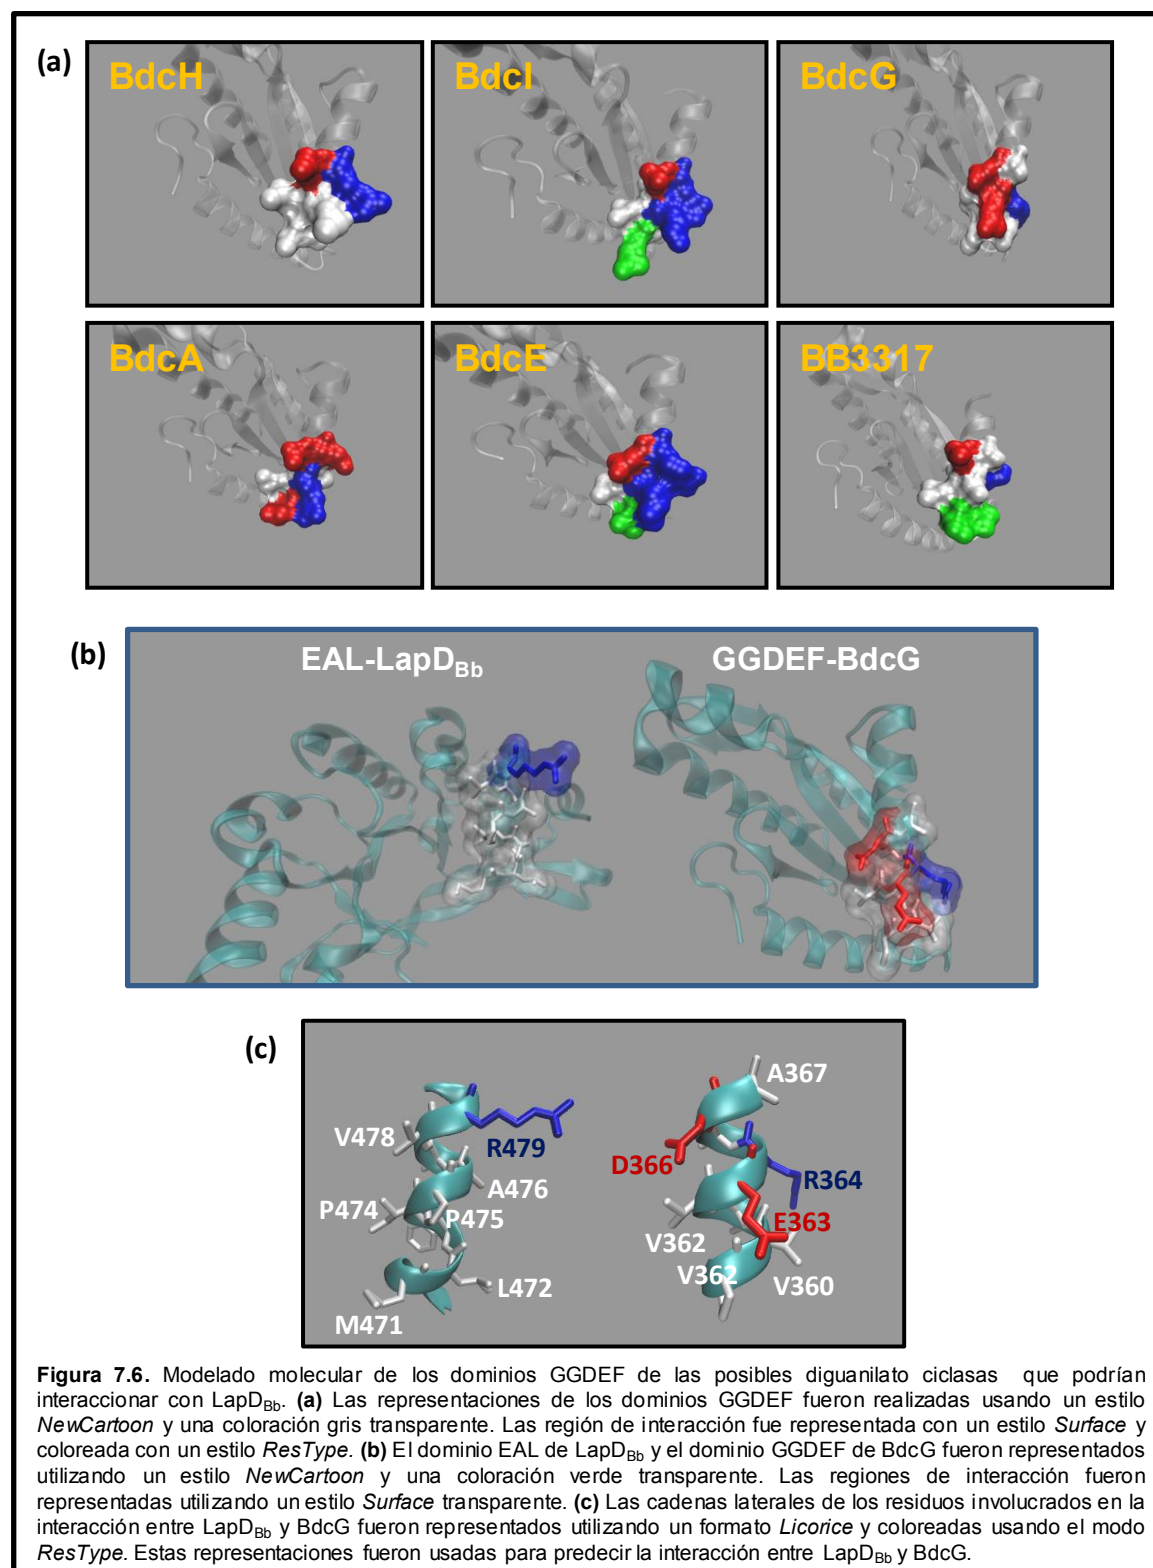 (a)
BdcH
BdcI
BdcG
BdcA
BdcE
BB3317
(b)
EAL-LapDBb
GGDEF-BdcG
(c)
A367
V478
R479
D366
R364
A476
P474
P475
E363
V362
V362
V360
L472
M471
Figura 7.6. Modelado molecular de los dominios GGDEF de las posibles diguanilato ciclasas que podrían
interaccionar con LapDBb. (a) Las representaciones de los dominios GGDEF fueron realizadas usando un estilo
NewCartoon y una coloración gris transparente. Las región de interacción fue representada con un estilo Surface y
coloreada con un estilo ResType. (b) El dominio EAL de LapDBb y el dominio GGDEF de BdcG fueron representados
utilizando un estilo NewCartoon y una coloración verde transparente. Las regiones de interacción fueron
representadas utilizando un estilo Surface transparente. (c) Las cadenas laterales de los residuos involucrados en la
interacción entre LapDBb y BdcG fueron representados utilizando un formato Licorice y coloreadas usando el modo
ResType. Estas representaciones fueron usadas para predecir la interacción entre LapDBb y BdcG.